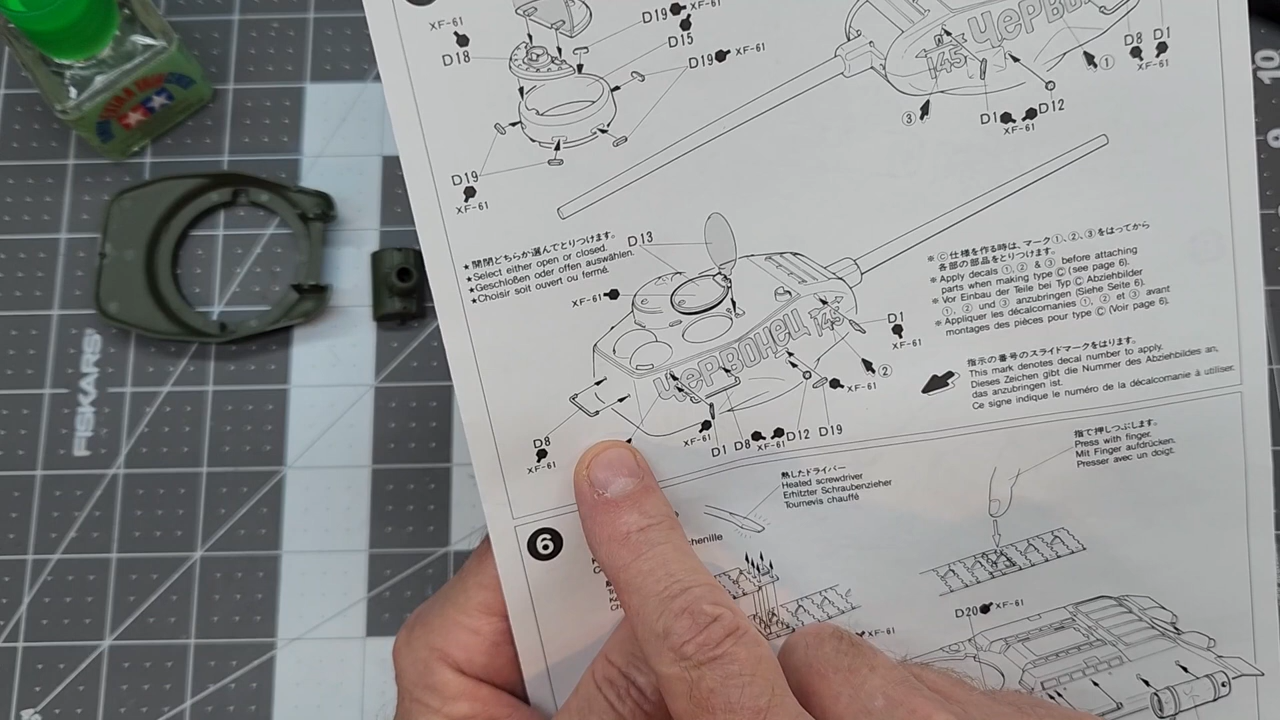 XF-61
D18
D19 XF-61
D15
D19 XF-61
D19
XF-61
145
③
D1
XF-61
D12
①
D8 D1
XF-61
10
★開閉どちらか選んでとりつけます。
★Select either open or closed.
★Geschloßen oder offen auswählen.
★Choisir soit ouvert ou fermé.
D13
XF-61
ЧЕРВОНЕЦ
145
D1
XF-61
②
XF-61
D8
XF-61
XF-61
D1 D8
XF-61
D12 D19
※Ⓒ仕様を作る時は、マーク①、②、③をはってから
各部の部品をとりつけます。
※Apply decals ①, ② & ③ before attaching
parts when making type Ⓒ (see page 6).
※Vor Einbau der Teile bei Typ Ⓒ Abziehbilder
①, ② und ③ anzubringen (Siehe Seite 6).
※Appliquer les décalcomanies ①, ② et ③ avant
montages des pièces pour type Ⓒ (Voir page 6).
指示の番号のスライドマークをはります。
This mark denotes decal number to apply.
Dieses Zeichen gibt die Nummer des Abziehbildes an,
das anzubringen ist.
Ce signe indique le numéro de la décalcomanie à utiliser.
FISKARS
6
熱したドライバー
Heated screwdriver
Erhitzter Schraubenzieher
Tournevis chauffé
指で押しつぶします。
Press with finger.
Mit Finger aufdrücken.
Presser avec un doigt.
D20 XF-61
XF-61